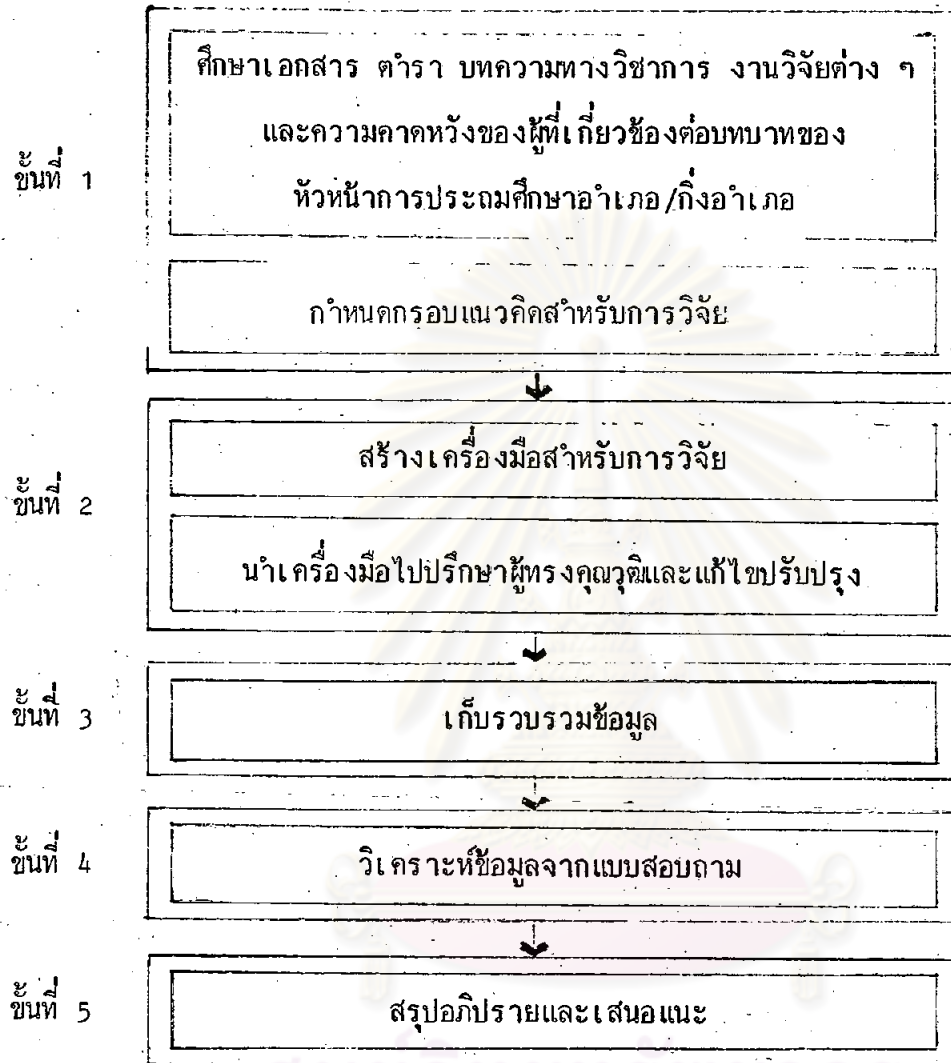 ขั้นที่ 1
ศึกษาเอกสาร ตำรา บทความทางวิชาการ งานวิจัยต่าง ๆ
และความคาดหวังของผู้ที่เกี่ยวข้องต่อบทบาทของ
หัวหน้าการประถมศึกษาอำเภอ/กิ่งอำเภอ
กำหนดกรอบแนวคิดสำหรับการวิจัย
ขั้นที่ 2
สร้างเครื่องมือสำหรับการวิจัย
นำเครื่องมือไปปรึกษาผู้ทรงคุณวุฒิและแก้ไขปรับปรุง
ขั้นที่ 3
เก็บรวบรวมข้อมูล
ขั้นที่ 4
วิเคราะห์ข้อมูลจากแบบสอบถาม
ขั้นที่ 5
สรุปอภิปรายและเสนอแนะ